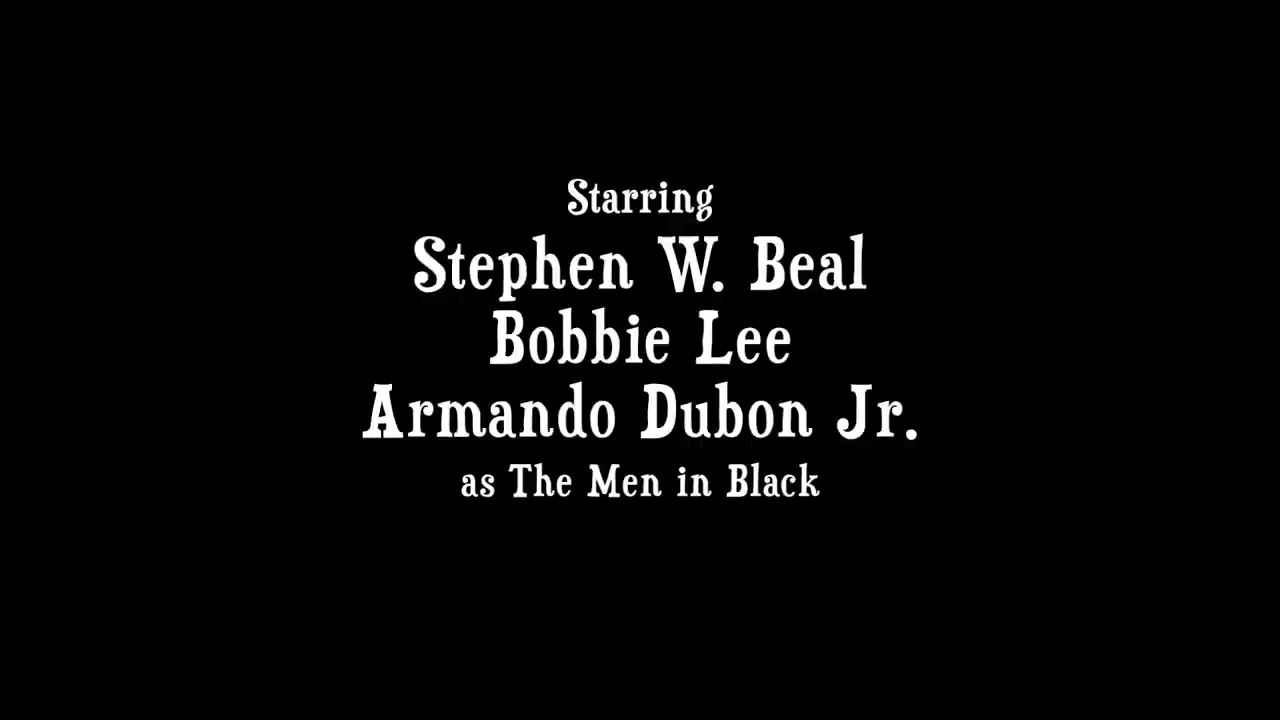 Starring
Stephen W. Beal
Bobbie Lee
Armando Dubon Jr.
as The Men in Black